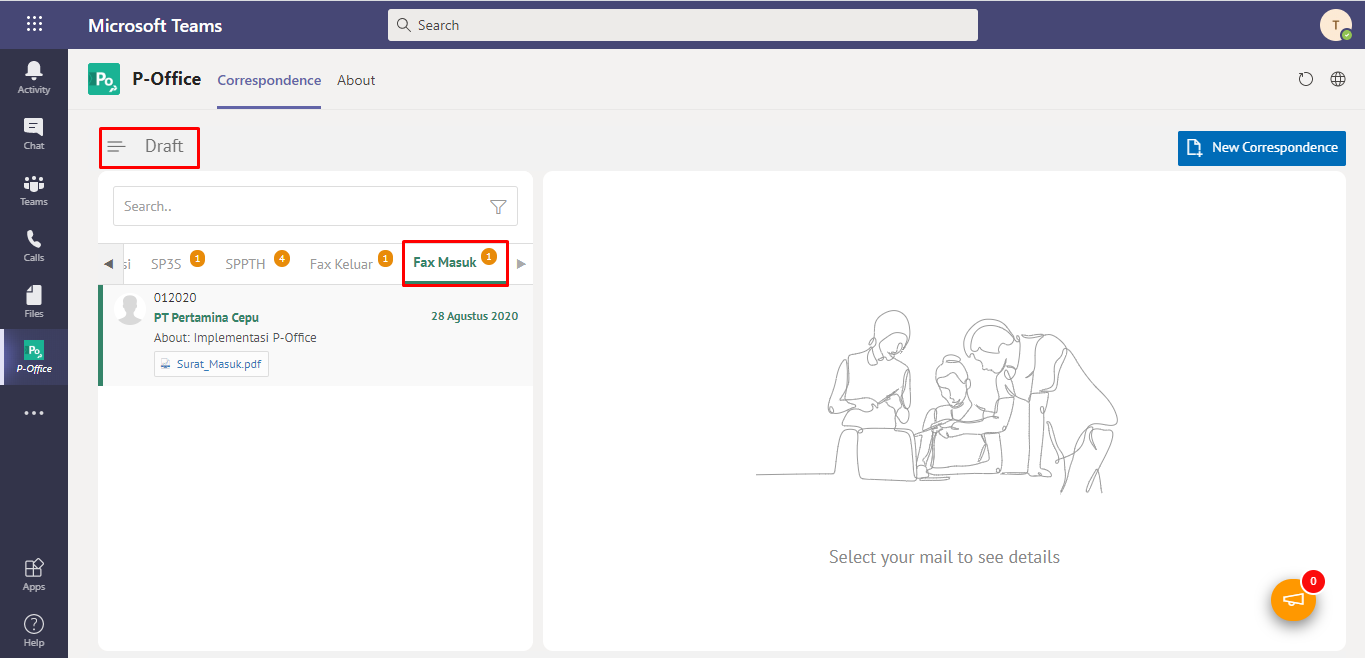 Microsoft Teams
Search
T
Activity
Chat
Teams
Calls
Files
Po
P-Office
Apps
Help
Po
P-Office
Correspondence
About
Draft
New Correspondence
Search..
si
SP3S 1
SPPTH 4
Fax Keluar 1
Fax Masuk 1
012020
PT Pertamina Cepu
28 Agustus 2020
About: Implementasi P-Office
Surat_Masuk.pdf
Select your mail to see details
0